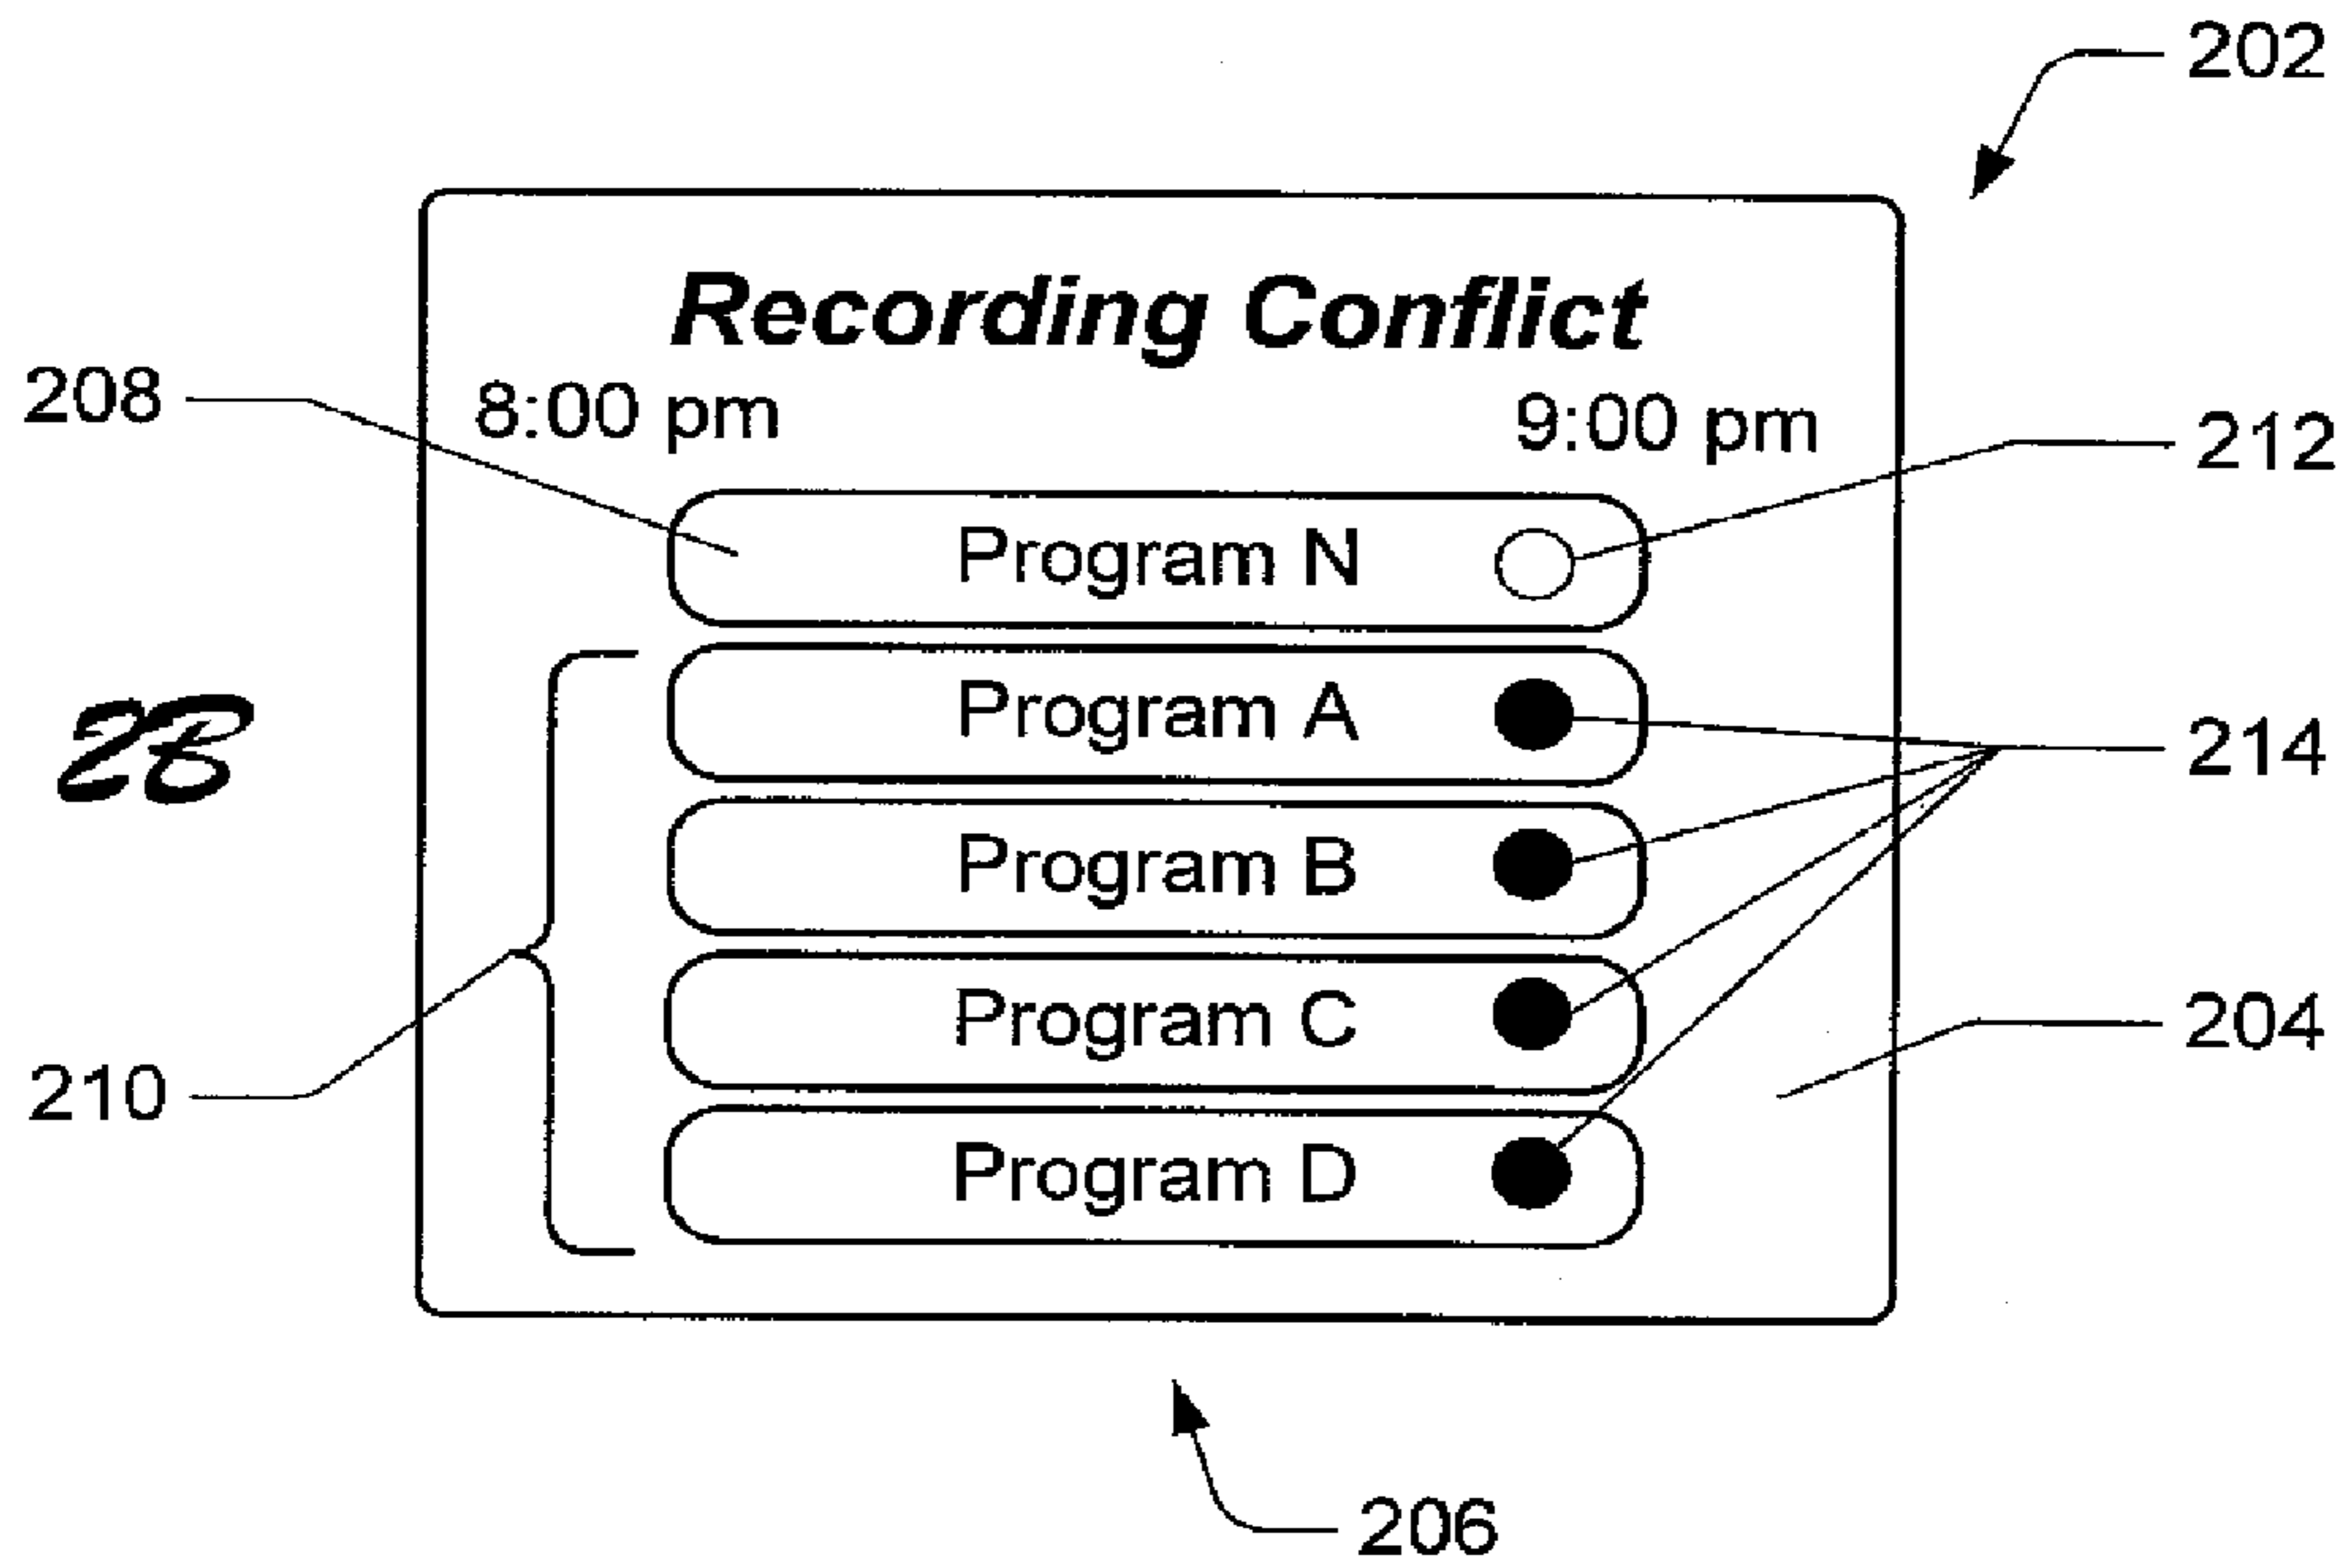 202
Recording Conflict
208
8:00 pm
9:00 pm
212
Program N
Program A
2B
214
Program B
Program C
204
210
Program D
206